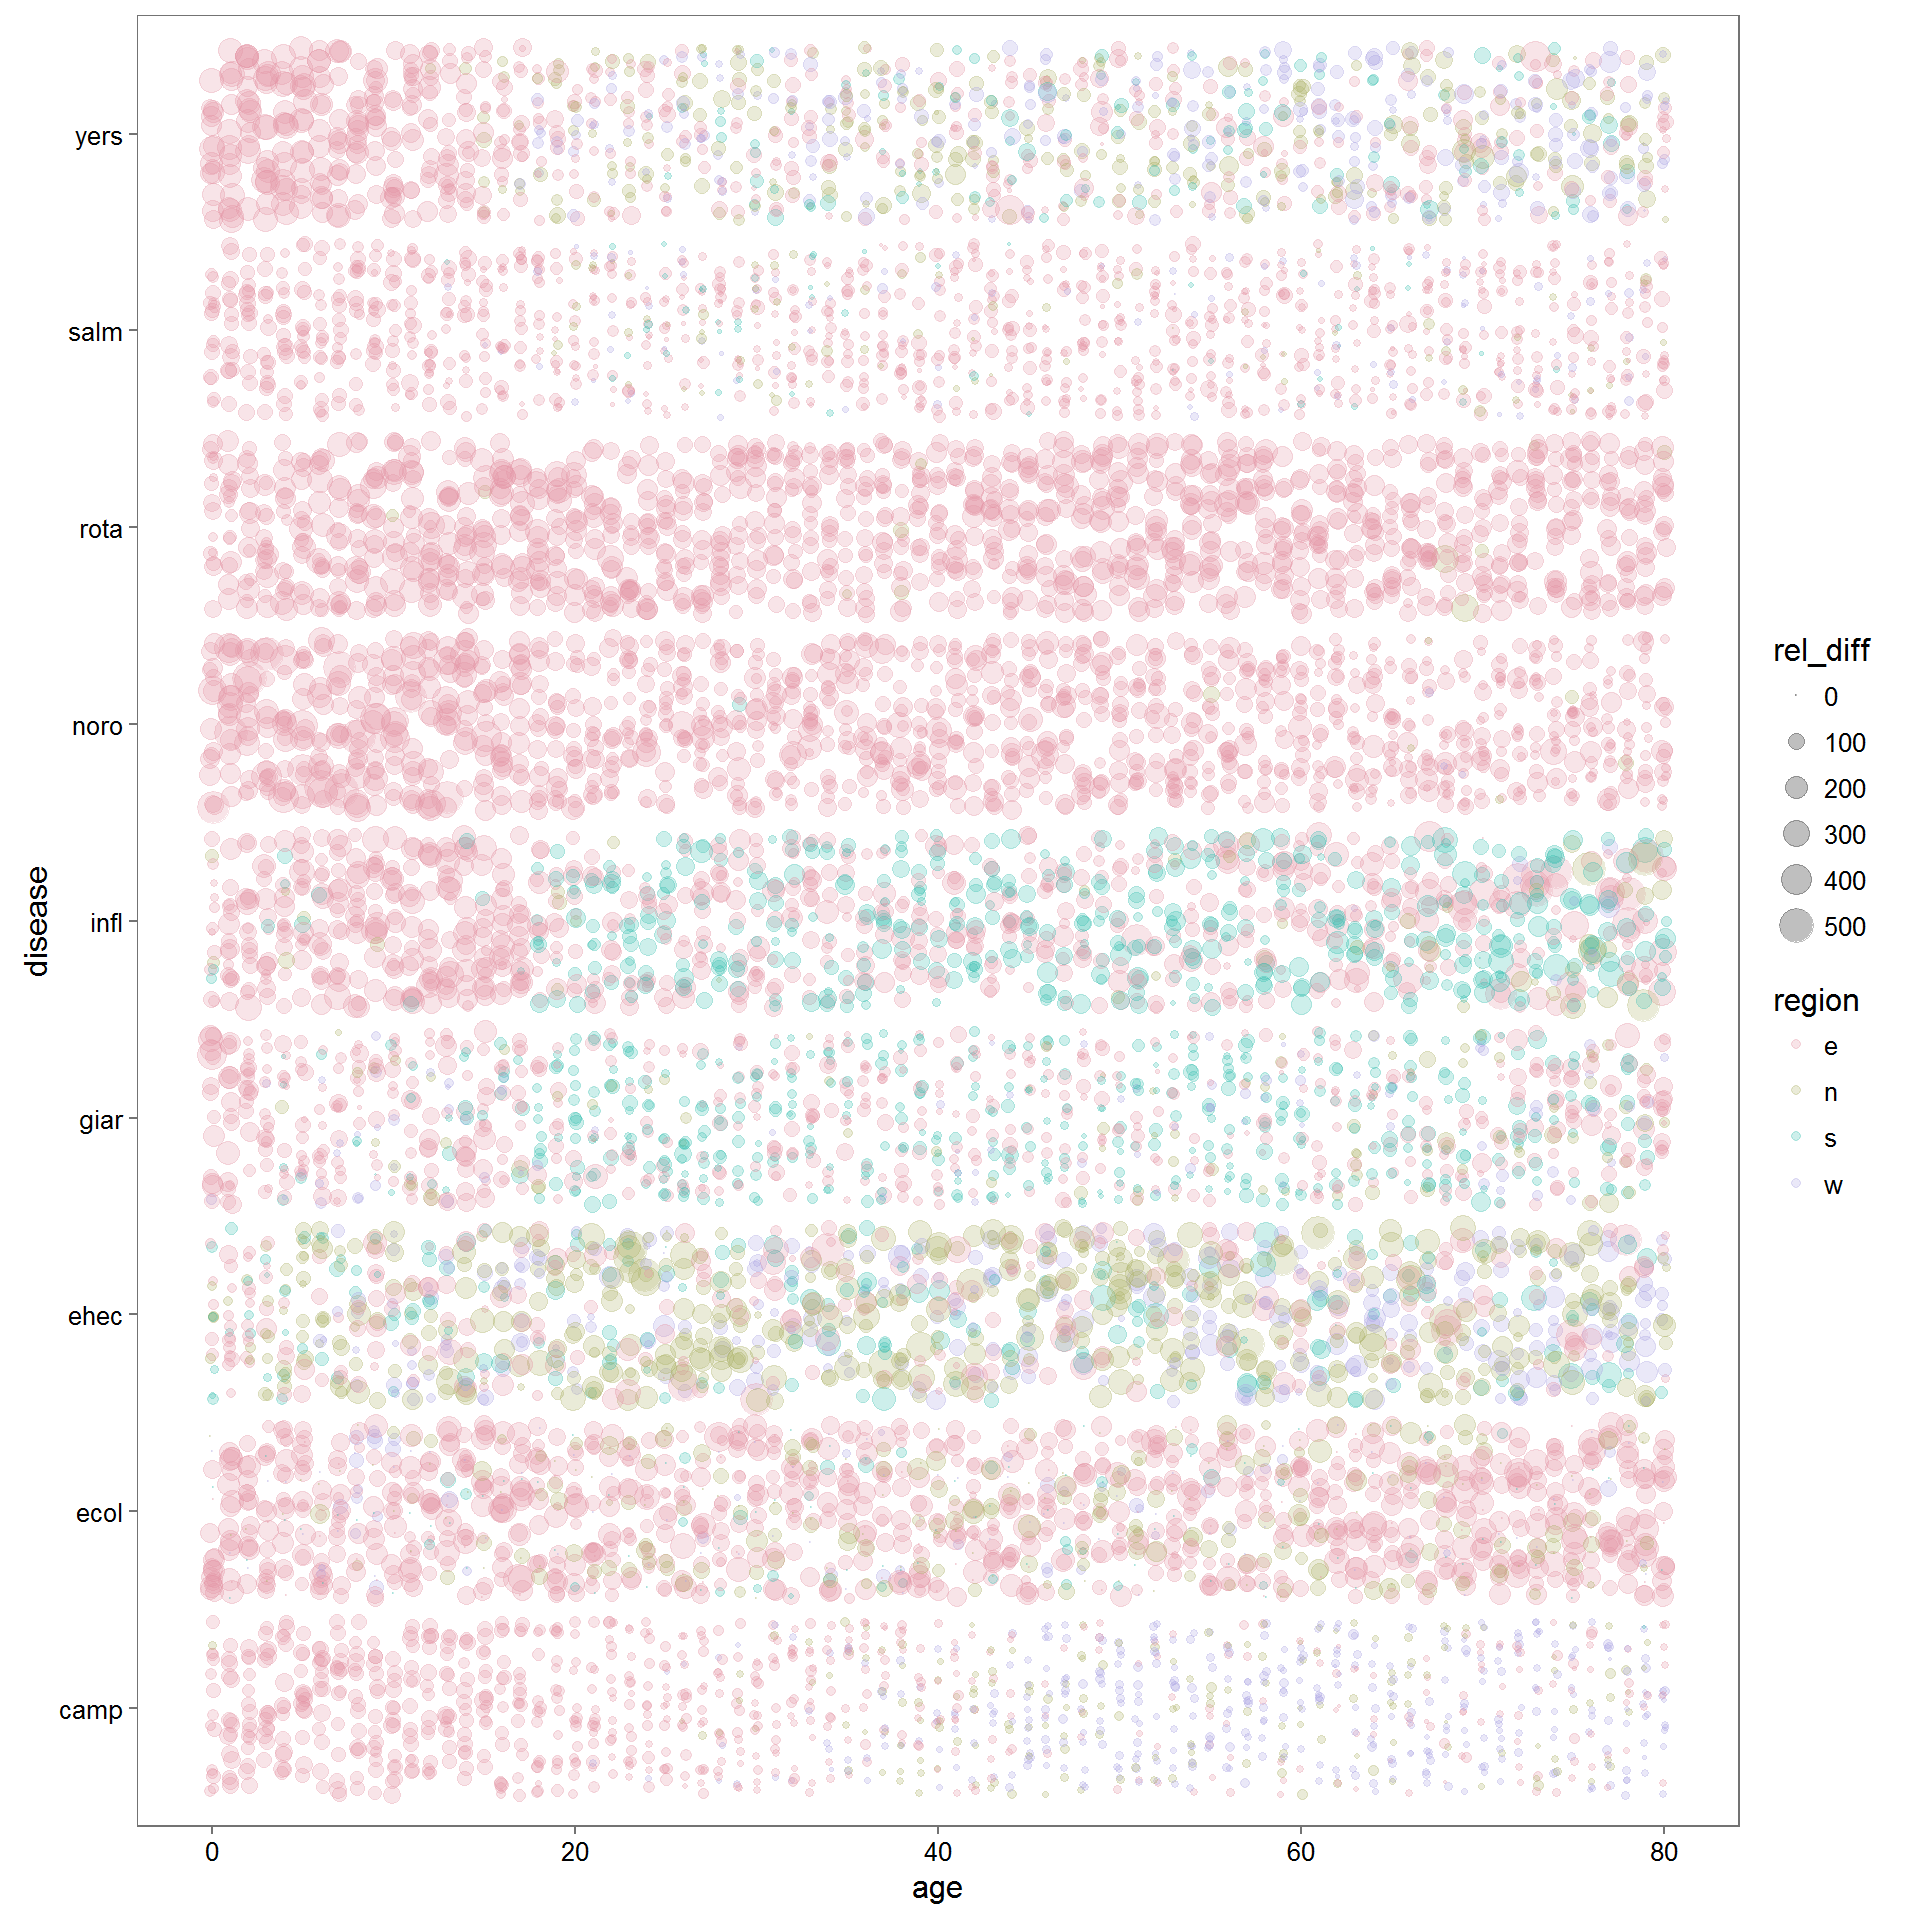 yers
salm
rota
noro
infl
giar
ehec
ecol
camp
disease
0 20 40 60 80
age
rel_diff
0
100
200
300
400
500
region
e
n
s
w